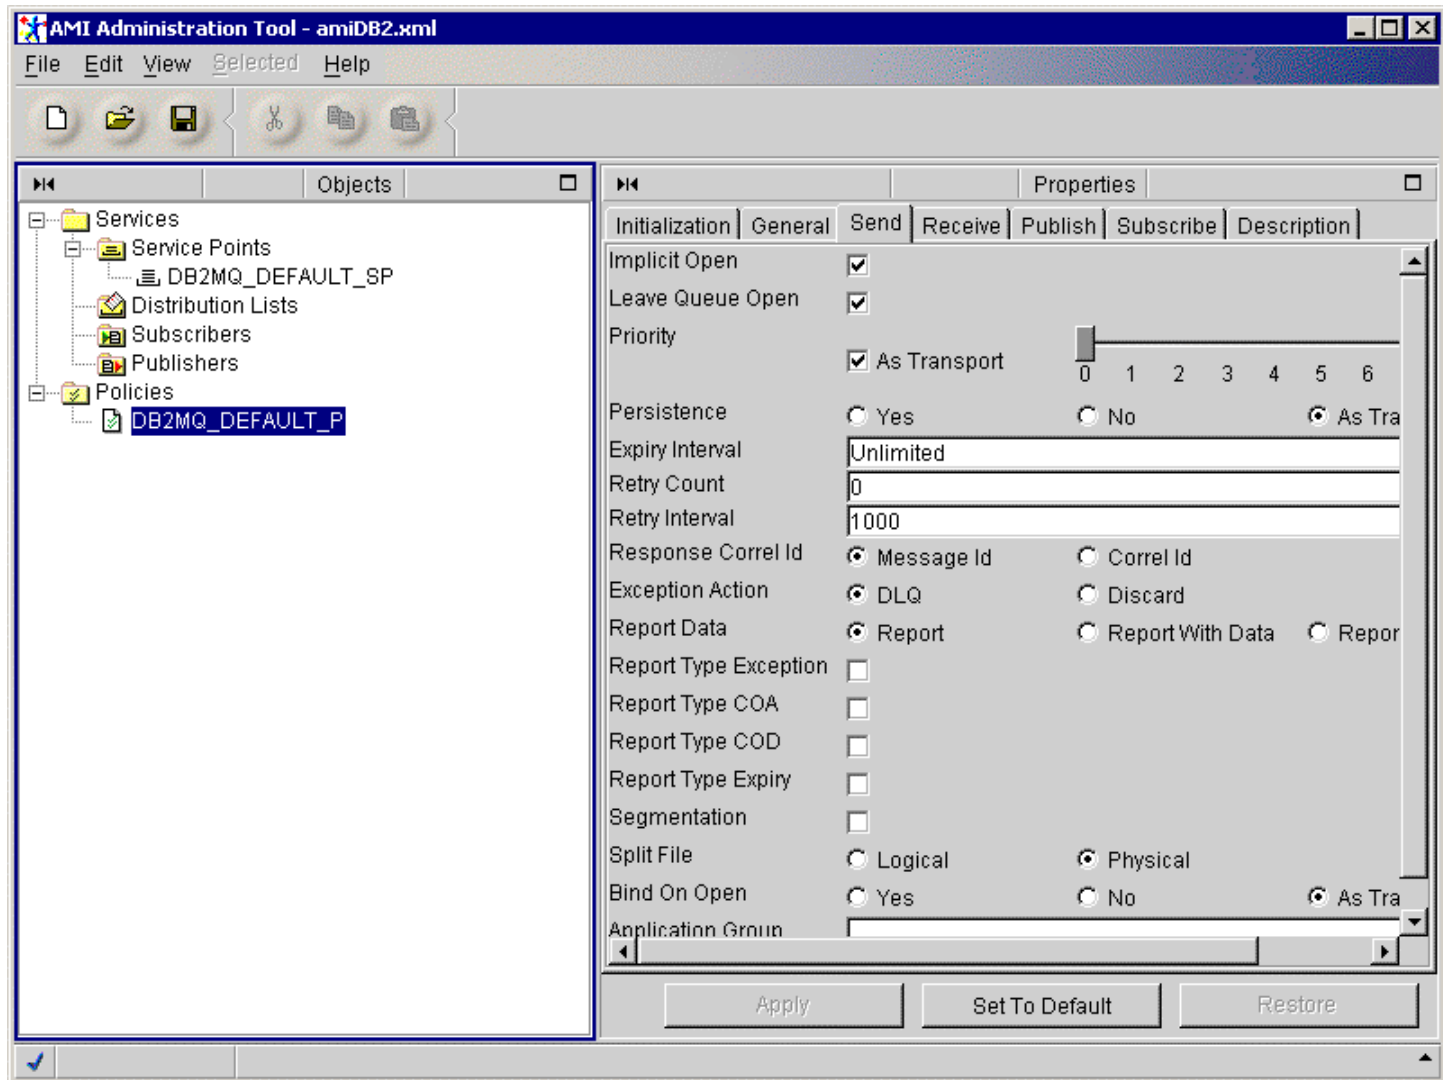 AMI Administration Tool - amiDB2.xml
File Edit View Selected Help
Objects
Services
Service Points
DB2MQ_DEFAULT_SP
Distribution Lists
Subscribers
Publishers
Policies
DB2MQ_DEFAULT_P
Properties
Initialization General Send Receive Publish Subscribe Description
Implicit Open
Leave Queue Open
Priority
As Transport
0 1 2 3 4 5 6
Persistence Yes No As Tra
Expiry Interval Unlimited
Retry Count 0
Retry Interval 1000
Response Correl Id Message Id Correl Id
Exception Action DLQ Discard
Report Data Report Report With Data Repor
Report Type Exception
Report Type COA
Report Type COD
Report Type Expiry
Segmentation
Split File Logical Physical
Bind On Open Yes No As Tra
Application Group
Apply Set To Default Restore